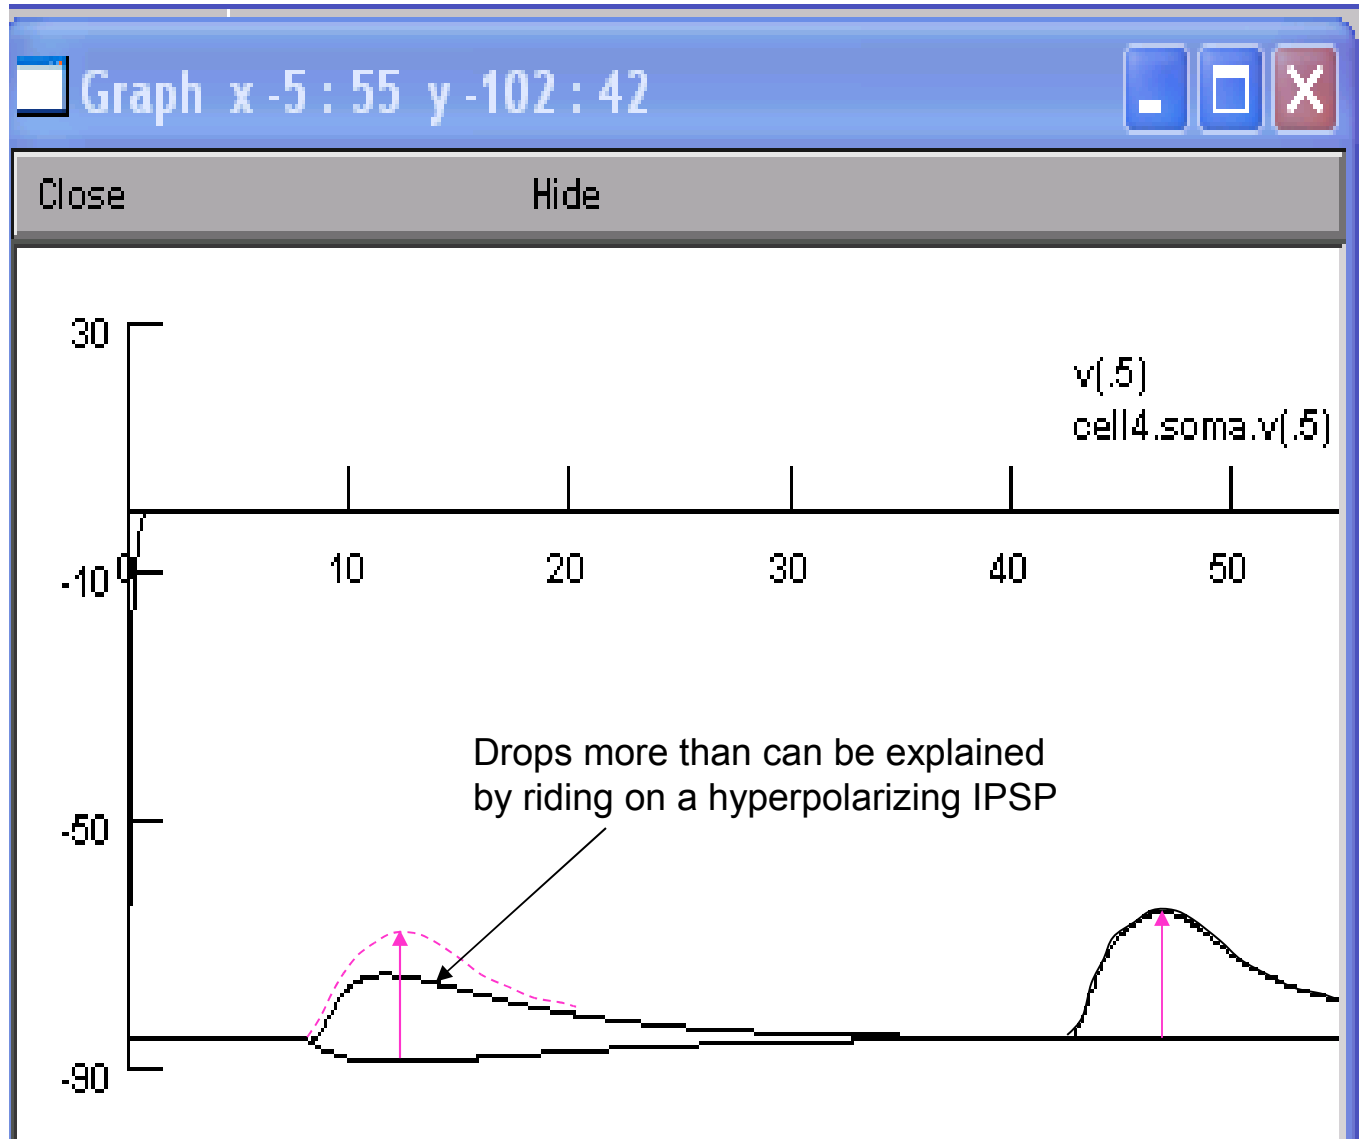 Graph x -5 : 55 y -102 : 42
Close Hide
30
v(.5)
cell4.soma.v(.5)
-10 0 10 20 30 40 50
Drops more than can be explained
by riding on a hyperpolarizing IPSP
-50
-90